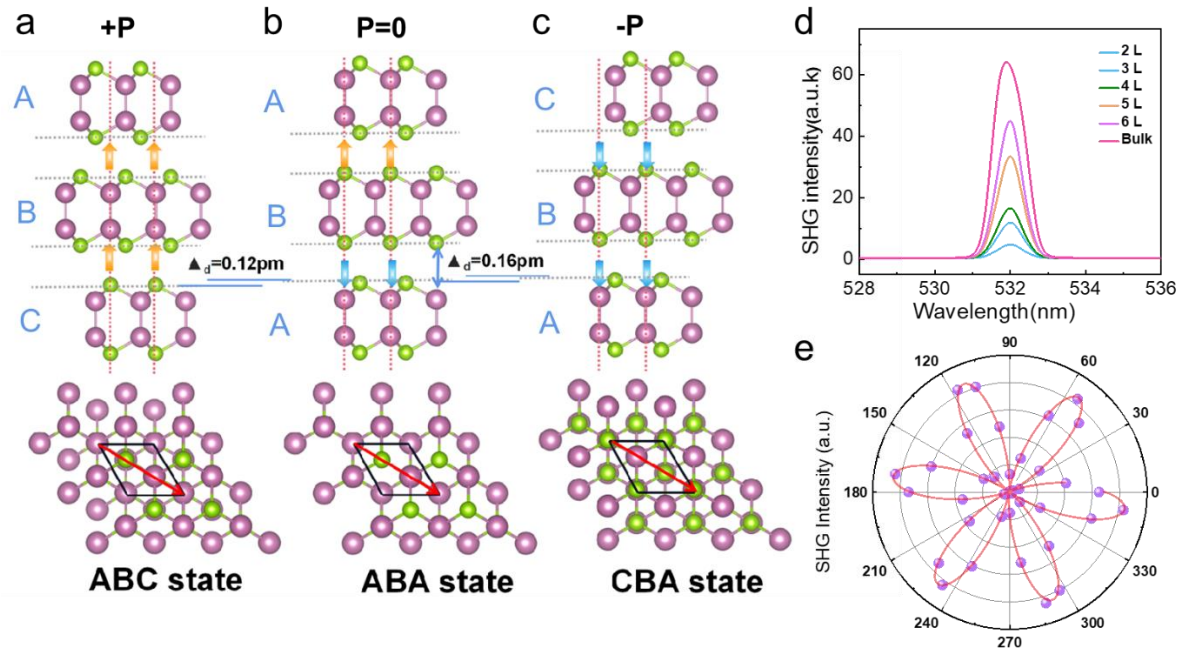 a
+P
A
B
▲d=0.12pm
C
ABC state
b
P=0
A
B
▲d=0.16pm
A
ABA state
c
-P
C
B
A
CBA state
d
SHG intensity(a.u.k)
60
40
20
0
528 530 532 534 536
Wavelength(nm)
2 L
3 L
4 L
5 L
6 L
Bulk
e
SHG Intensity (a.u.)
90
120 60
150 30
180 0
210 330
240 300
270